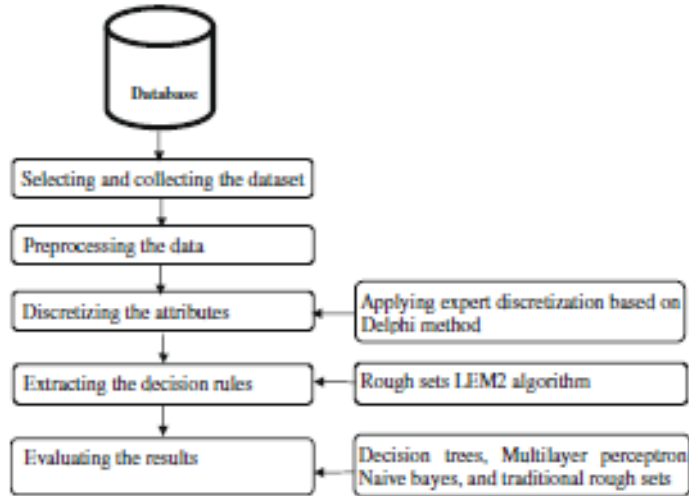 Database
Selecting and collecting the dataset
Preprocessing the data
Discretizing the attributes
Applying expert discretization based on
Delphi method
Extracting the decision rules
Rough sets LEM2 algorithm
Evaluating the results
Decision trees, Multilayer perceptron
Naive bayes, and traditional rough sets